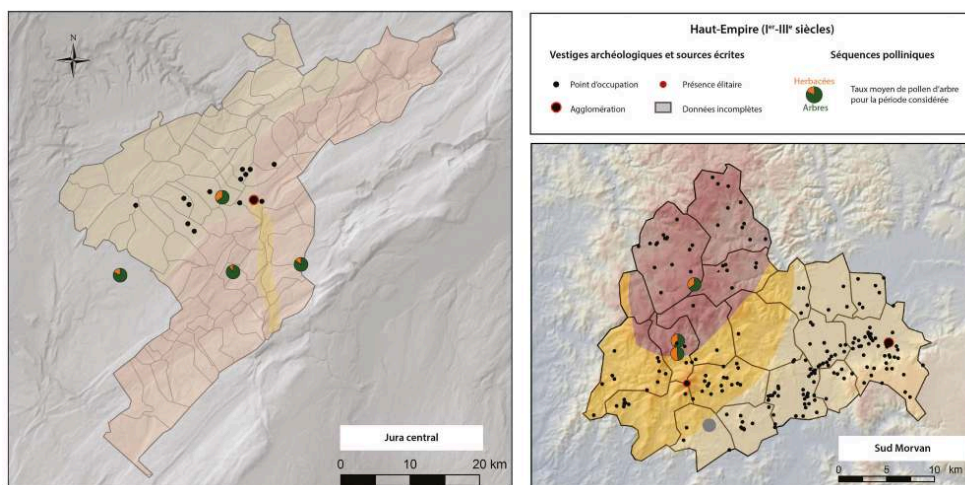 N
Jura central
0 10 20 km
Haut-Empire (Ier-IIIe siècles)
Vestiges archéologiques et sources écrites
Point d'occupation
Présence élitaire
Agglomération
Données incomplètes
Séquences polliniques
Herbacées
Arbres
Taux moyen de pollen d'arbre
pour la période considérée
Sud Morvan
0 5 10 km